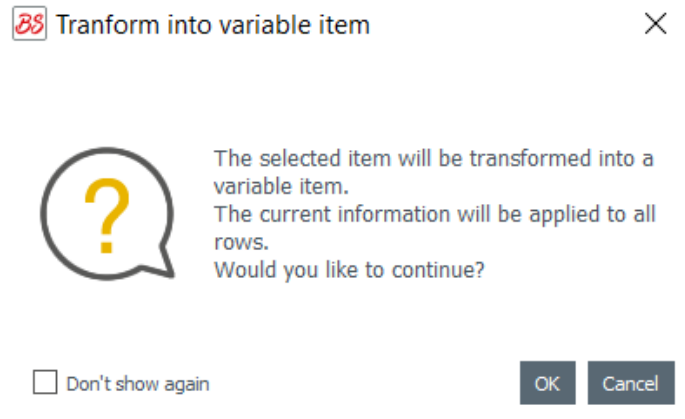 BS Tranform into variable item
The selected item will be transformed into a
variable item.
The current information will be applied to all
rows.
Would you like to continue?
Don't show again
OK
Cancel